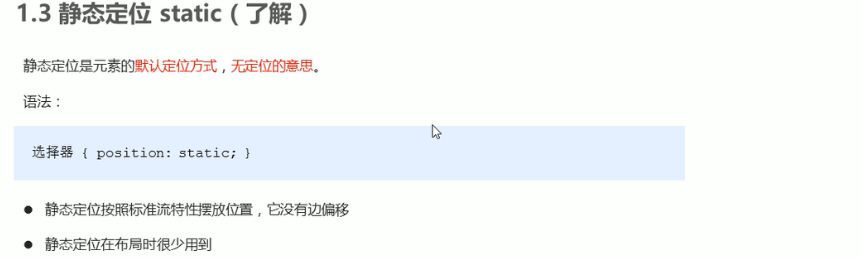 1.3 静态定位 static（了解）
静态定位是元素的默认定位方式，无定位的意思。
语法：
选择器 { position: static; }
● 静态定位按照标准流特性摆放位置，它没有边偏移
● 静态定位在布局时很少用到